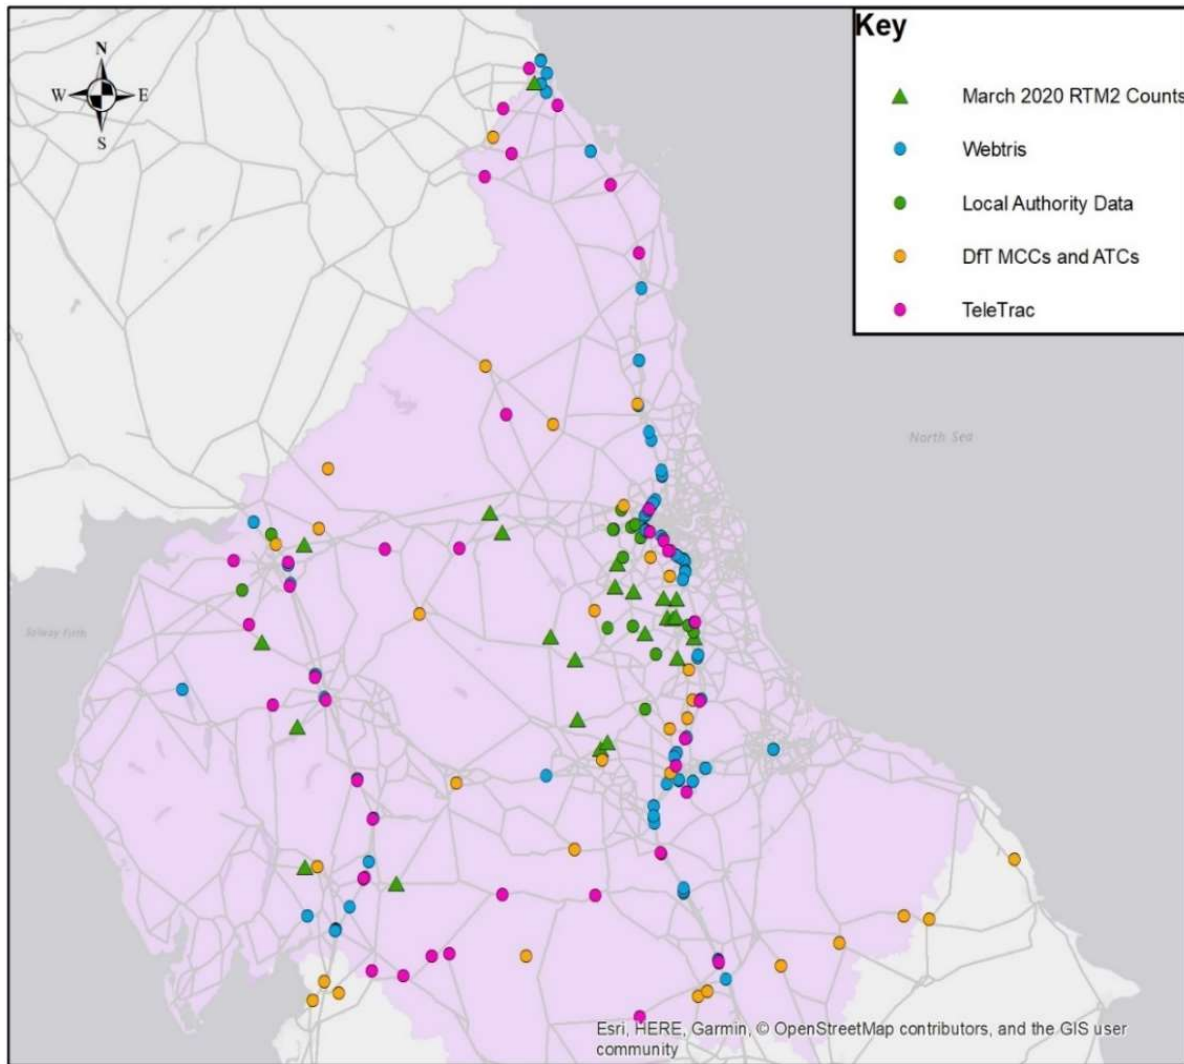 Key
N
W E
S
March 2020 RTM2 Counts
Webtris
Local Authority Data
DfT MCCs and ATCs
TeleTrac
North Sea
Solway Firth
Esri, HERE, Garmin, © OpenStreetMap contributors, and the GIS user
community